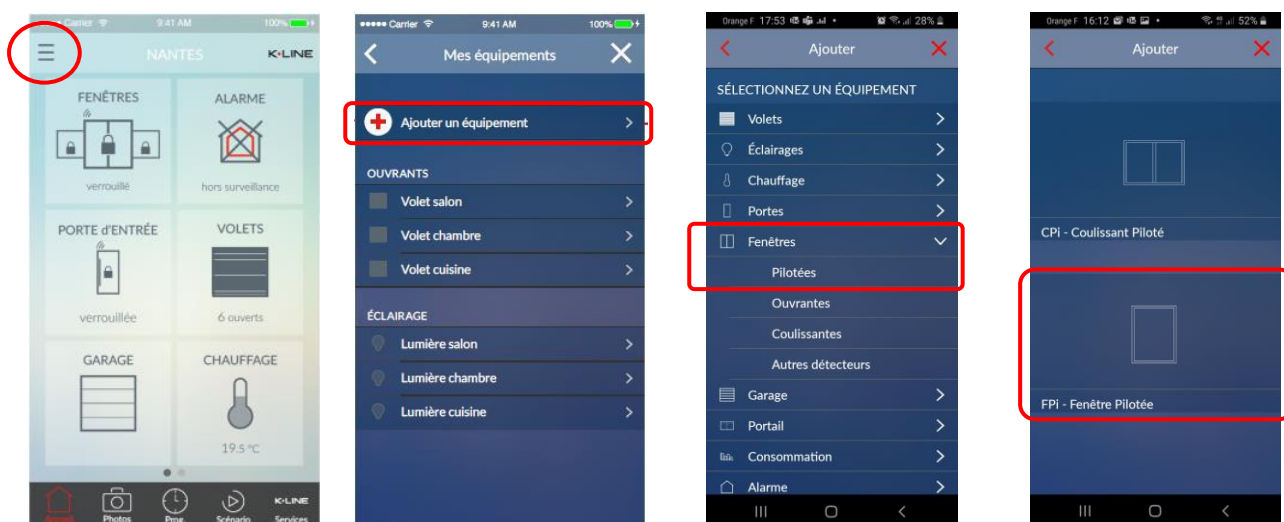 Carrier 9:41 AM 100%
NANTES K•LINE
FENÊTRES ALARME
verrouillé hors surveillance
PORTE d'ENTRÉE VOLETS
verrouillée 6 ouverts
GARAGE CHAUFFAGE
19.5 °C
Accueil Photos Prog. Scénario K•LINE Services
Carrier 9:41 AM 100%
Mes équipements
Ajouter un équipement
OUVRANTS
Volet salon
Volet chambre
Volet cuisine
ÉCLAIRAGE
Lumière salon
Lumière chambre
Lumière cuisine
Orange F 17:53 28%
Ajouter
SÉLECTIONNEZ UN ÉQUIPEMENT
Volets
Éclairages
Chauffage
Portes
Fenêtres
Pilotées
Ouvrantes
Coulissantes
Autres détecteurs
Garage
Portail
Consommation
Alarme
Orange F 16:12 52%
Ajouter
CPi - Coulissant Piloté
FPi - Fenêtre Pilotée